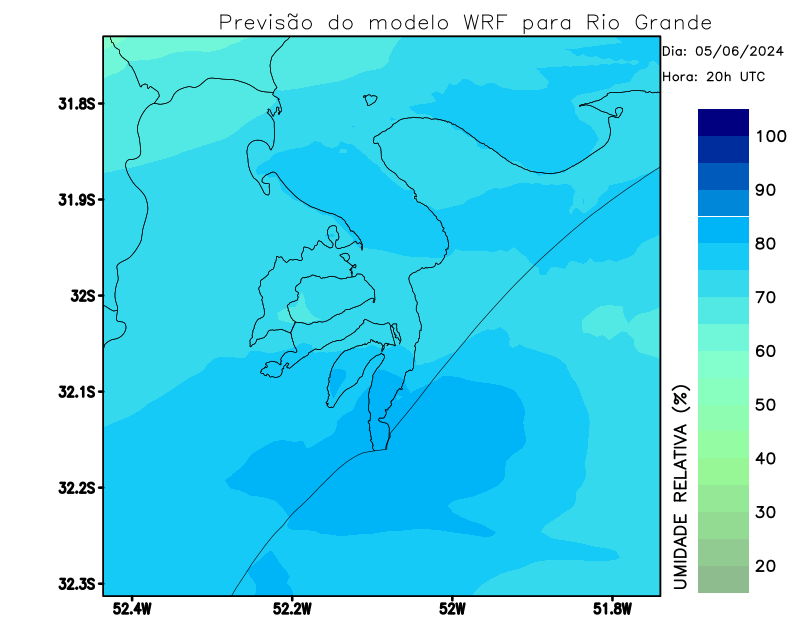 Previsão do modelo WRF para Rio Grande
Dia: 05/06/2024
Hora: 20h UTC
31.8S
31.9S
32S
32.1S
32.2S
32.3S
52.4W
52.2W
52W
51.8W
100
90
80
70
60
50
40
30
20
UMIDADE RELATIVA (%)